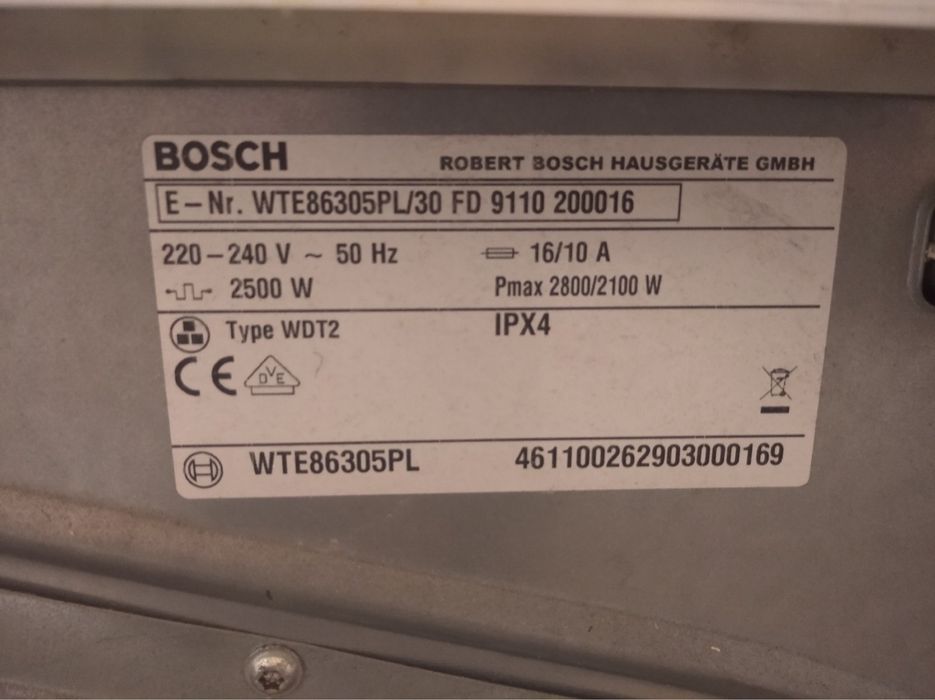 BOSCH ROBERT BOSCH HAUSGERÄTE GMBH
E-Nr. WTE86305PL/30 FD 9110 200016
220-240 V ~ 50 Hz 16/10 A
2500 W Pmax 2800/2100 W
Type WDT2 IPX4
CE DVE
WTE86305PL 461100262903000169